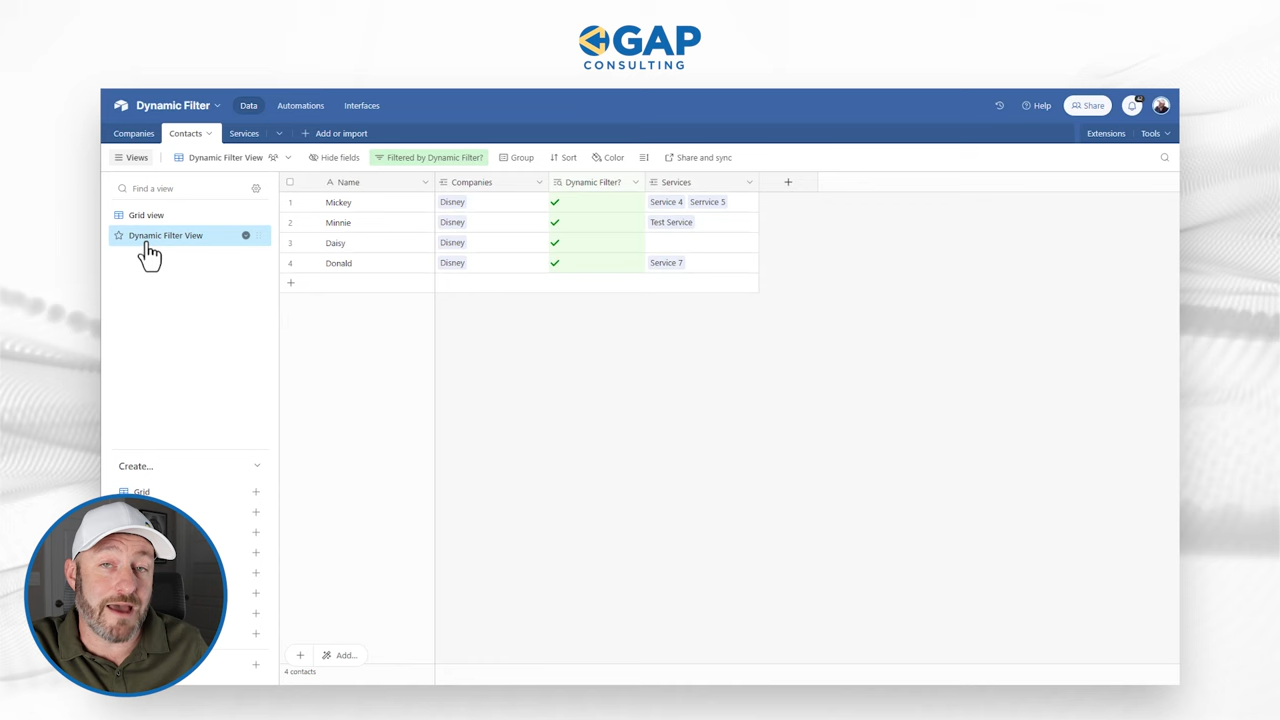 GAP
CONSULTING
Dynamic Filter
Data
Automations
Interfaces
Help
Share
Companies
Contacts
Services
Add or import
Extensions
Tools
Views
Dynamic Filter View
Hide fields
Filtered by Dynamic Filter?
Group
Sort
Color
Share and sync
Find a view
Grid view
Dynamic Filter View
Name
Companies
Dynamic Filter?
Services
1 Mickey Disney Service 4 Serrvice 5
2 Minnie Disney Test Service
3 Daisy Disney
4 Donald Disney Service 7
Create...
Grid
Add...
4 contacts